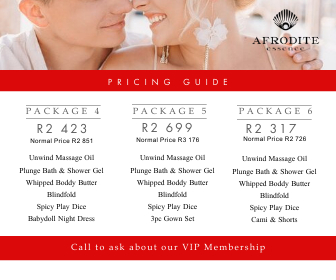 AFRODITE
essence
PRICING GUIDE
PACKAGE 4
R2 423
Normal Price R2 851
Unwind Massage Oil
Plunge Bath & Shower Gel
Whipped Boddy Butter
Blindfold
Spicy Play Dice
Babydoll Night Dress
PACKAGE 5
R2 699
Normal Price R3 176
Unwind Massage Oil
Plunge Bath & Shower Gel
Whipped Boddy Butter
Blindfold
Spicy Play Dice
3pc Gown Set
PACKAGE 6
R2 317
Normal Price R2 726
Unwind Massage Oil
Plunge Bath & Shower Gel
Whipped Boddy Butter
Blindfold
Spicy Play Dice
Cami & Shorts
Call to ask about our VIP Membership